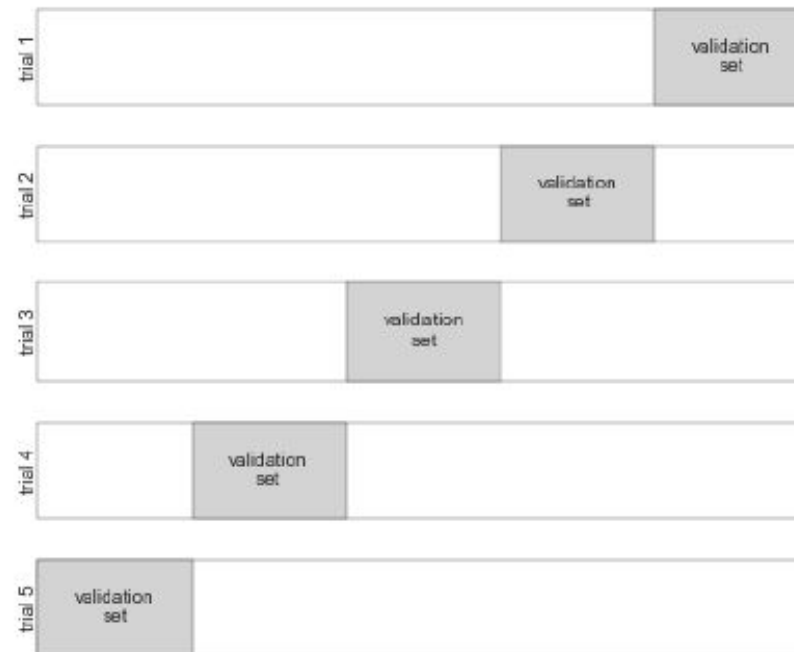 trial 1
validation
set
trial 2
validation
set
trial 3
validation
set
trial 4
validation
set
trial 5
validation
set